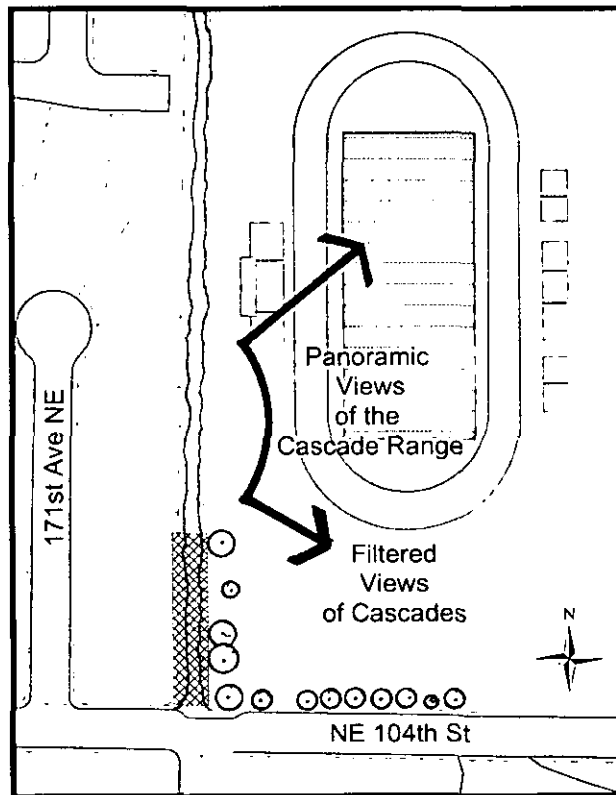 Panoramic
Views
of the
Cascade Range
171st Ave NE
Filtered
Views
of Cascades
N
NE 104th St